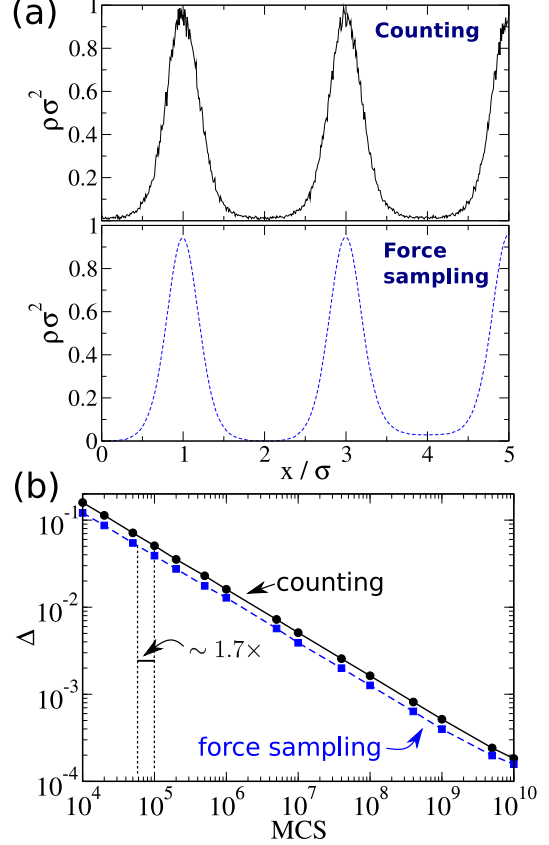 (a)
1
0.8
0.6
0.4
0.2
ρσ²
Counting
1
0.8
0.6
0.4
0.2
0
ρσ²
Force
sampling
0 1 2 3 4 5
x / σ
(b)
10⁻¹
10⁻²
10⁻³
10⁻⁴
Δ
counting
∼ 1.7×
force sampling
10⁴ 10⁵ 10⁶ 10⁷ 10⁸ 10⁹ 10¹⁰
MCS